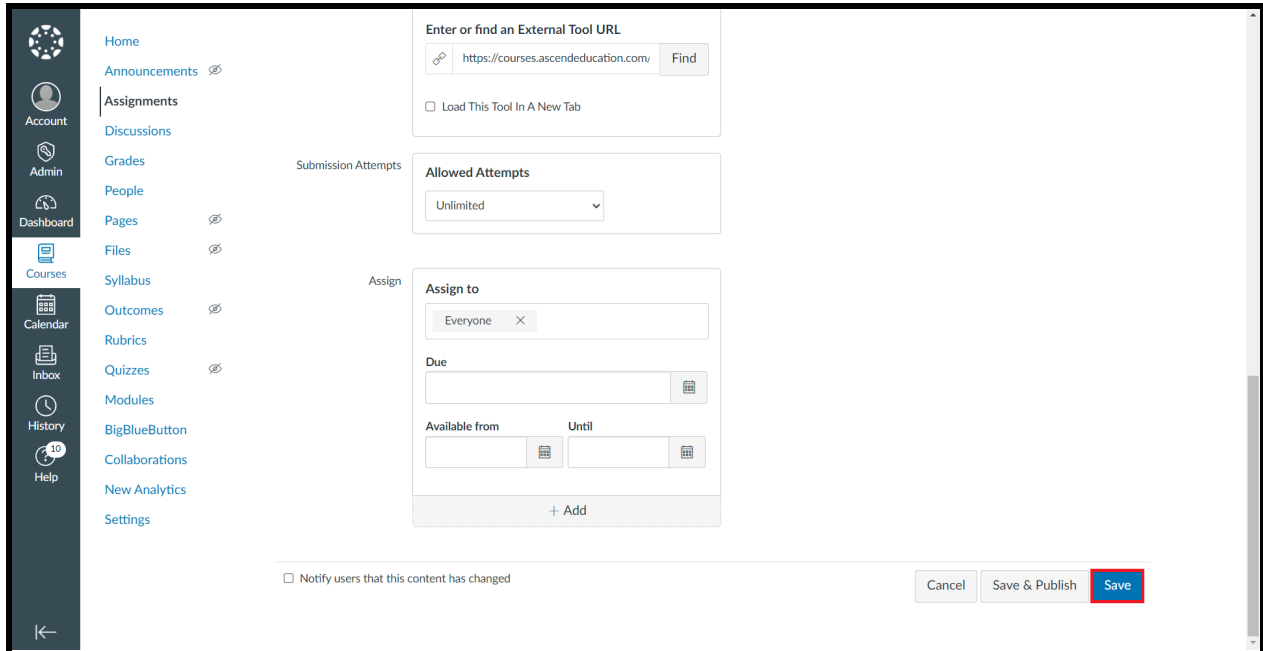 Account
Admin
Dashboard
Courses
Calendar
Inbox
History
10
Help
Home
Announcements
Assignments
Discussions
Grades
People
Pages
Files
Syllabus
Outcomes
Rubrics
Quizzes
Modules
BigBlueButton
Collaborations
New Analytics
Settings
Enter or find an External Tool URL
https://courses.ascendeducation.com/ Find
Load This Tool In A New Tab
Submission Attempts
Allowed Attempts
Unlimited
Assign
Assign to
Everyone
Due
Available from Until
+ Add
Notify users that this content has changed
Cancel Save & Publish Save